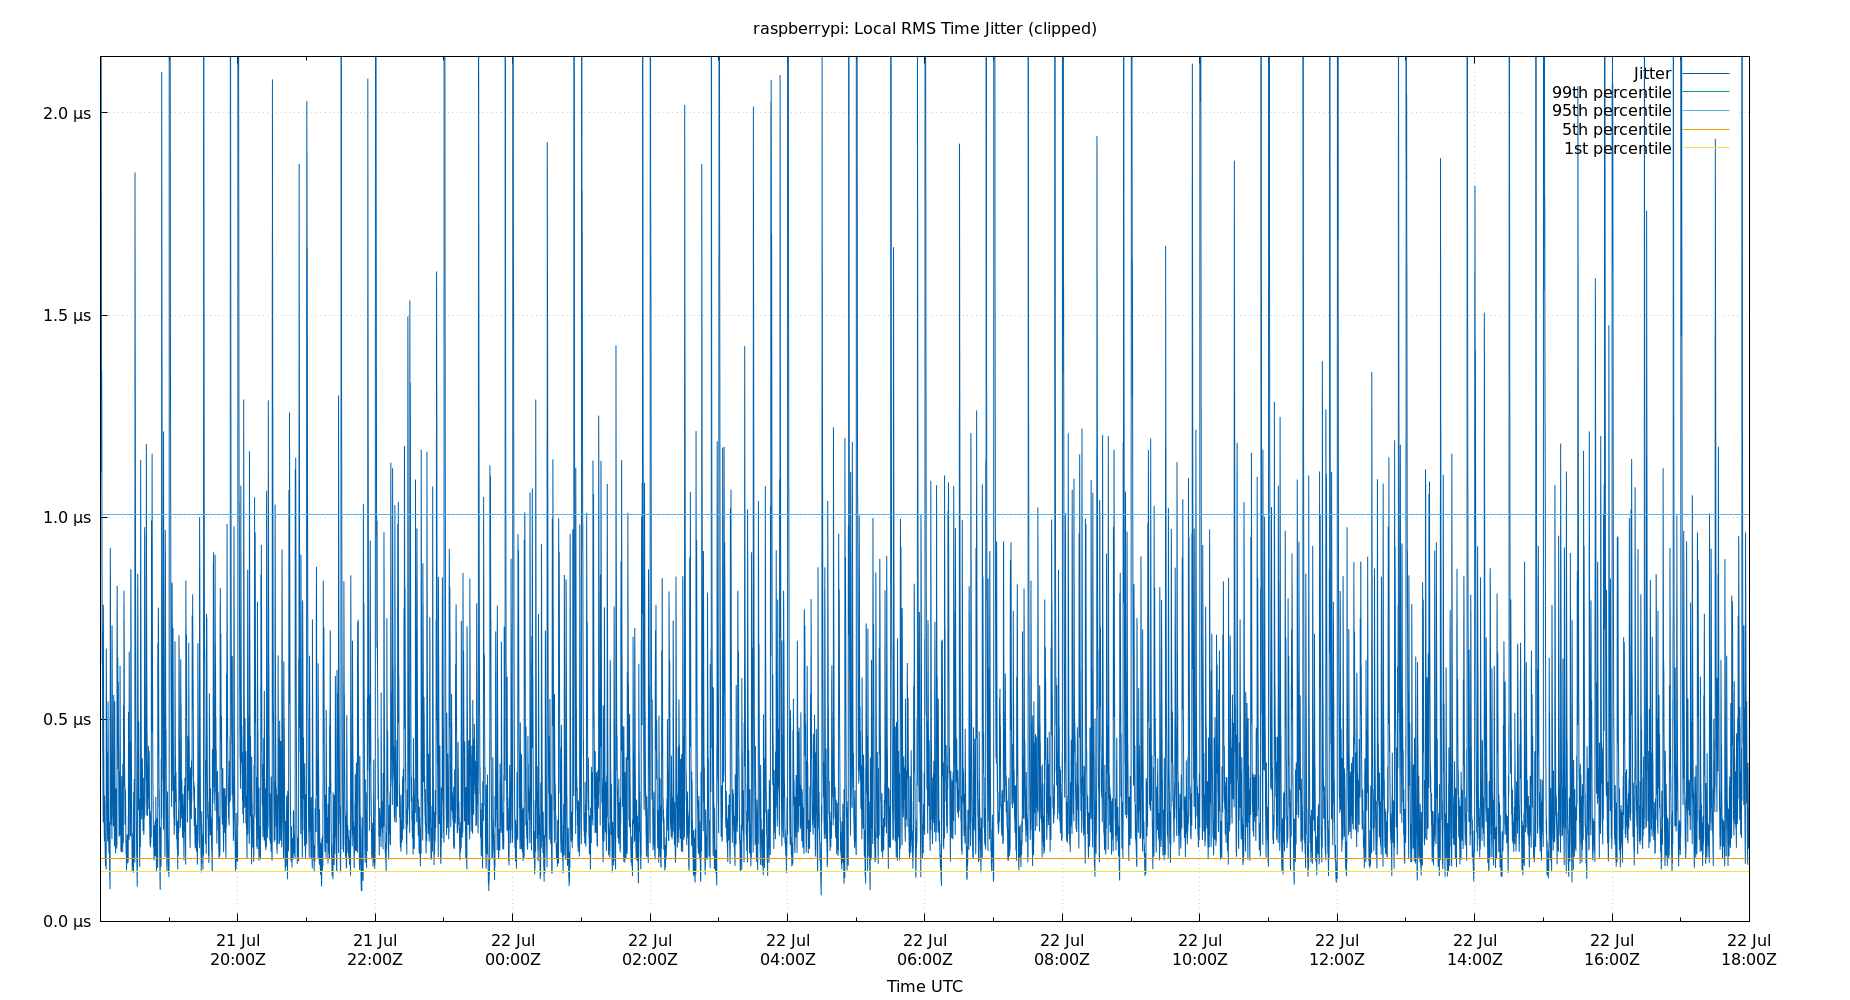 raspberrypi: Local RMS Time Jitter (clipped)
Jitter
99th percentile
95th percentile
5th percentile
1st percentile
2.0 µs
1.5 µs
1.0 µs
0.5 µs
0.0 µs
21 Jul 21 Jul 22 Jul 22 Jul 22 Jul 22 Jul 22 Jul 22 Jul 22 Jul 22 Jul 22 Jul 22 Jul
20:00Z 22:00Z 00:00Z 02:00Z 04:00Z 06:00Z 08:00Z 10:00Z 12:00Z 14:00Z 16:00Z 18:00Z
Time UTC